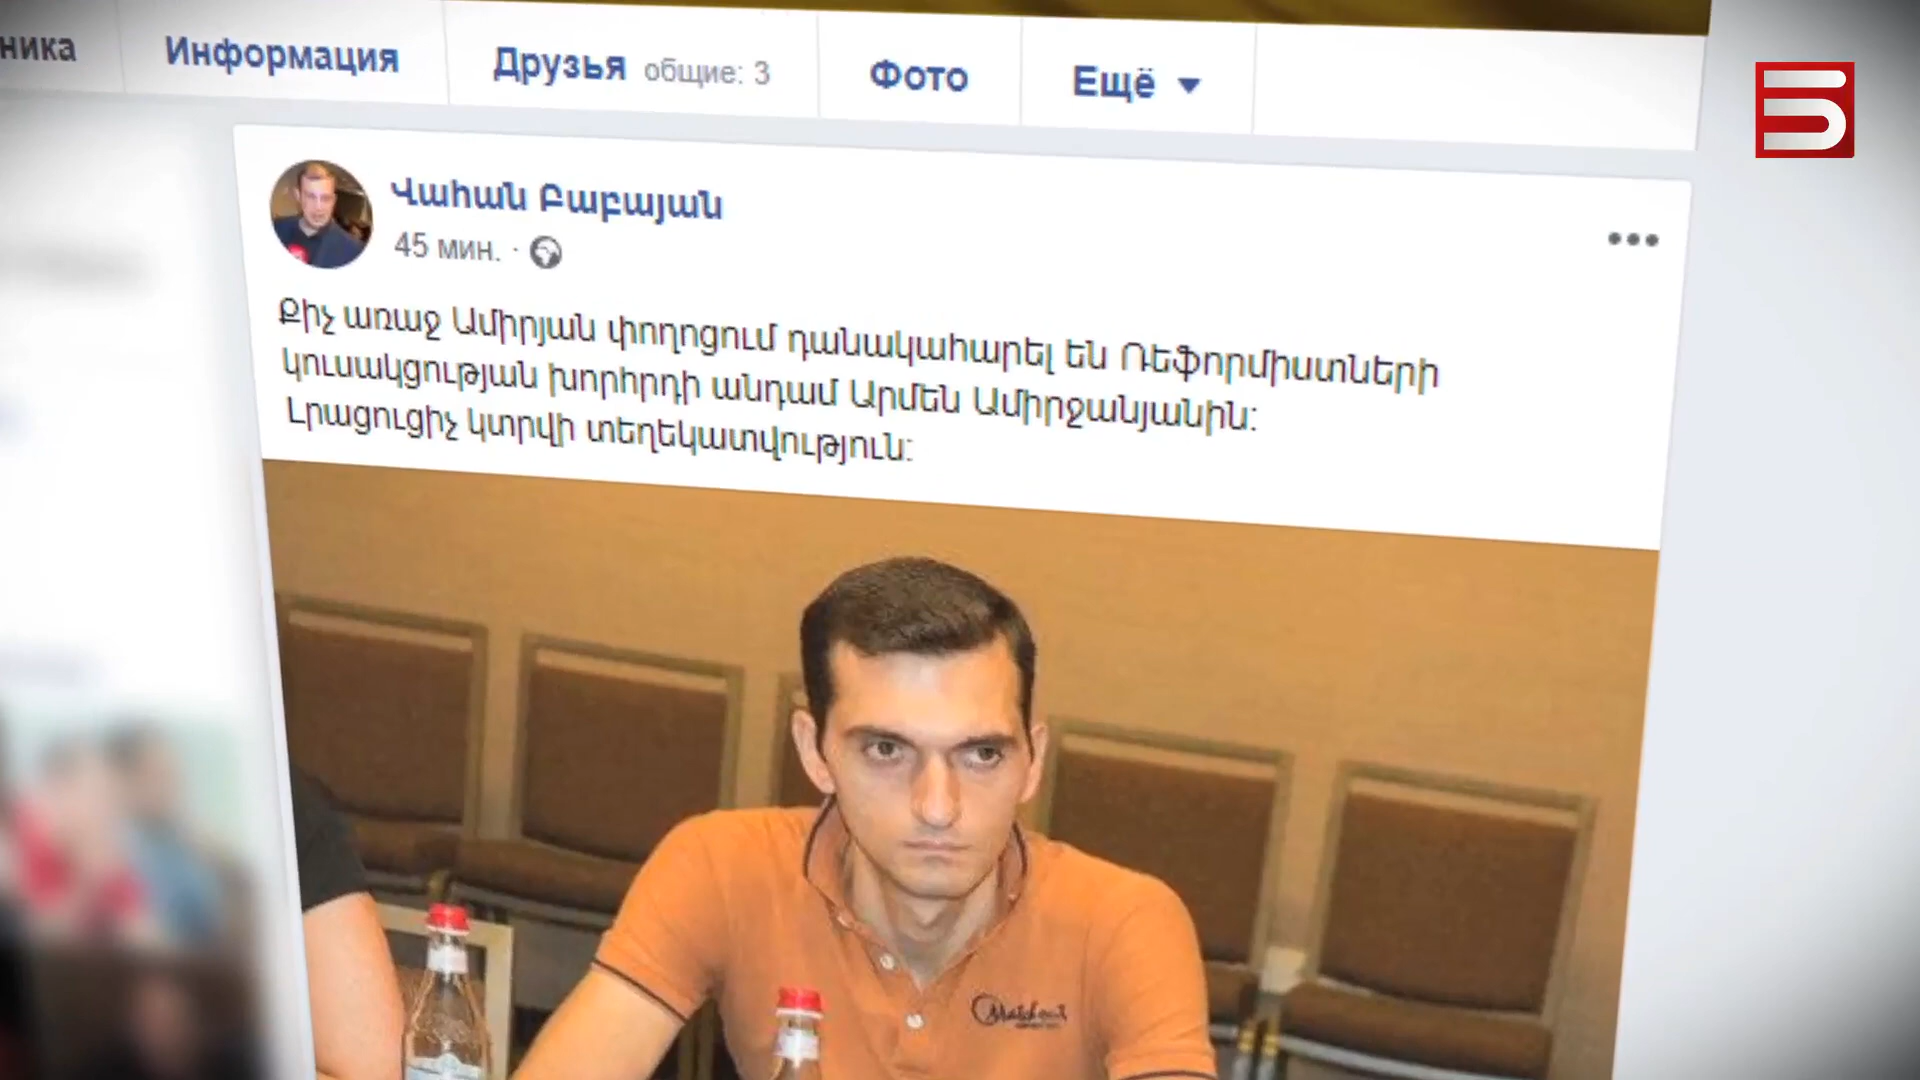 ника Информация Друзья общие: 3 Фото Ещё
5
Վահան Բաբայան
45 мин. ·
Քիչ առաջ Ամիրյան փողոցում դանակահարել են Ռեֆորմիստների
կուսակցության խորհրդի անդամ Արմեն Ամիրջանյանին:
Լրացուցիչ կտրվի տեղեկատվություն: